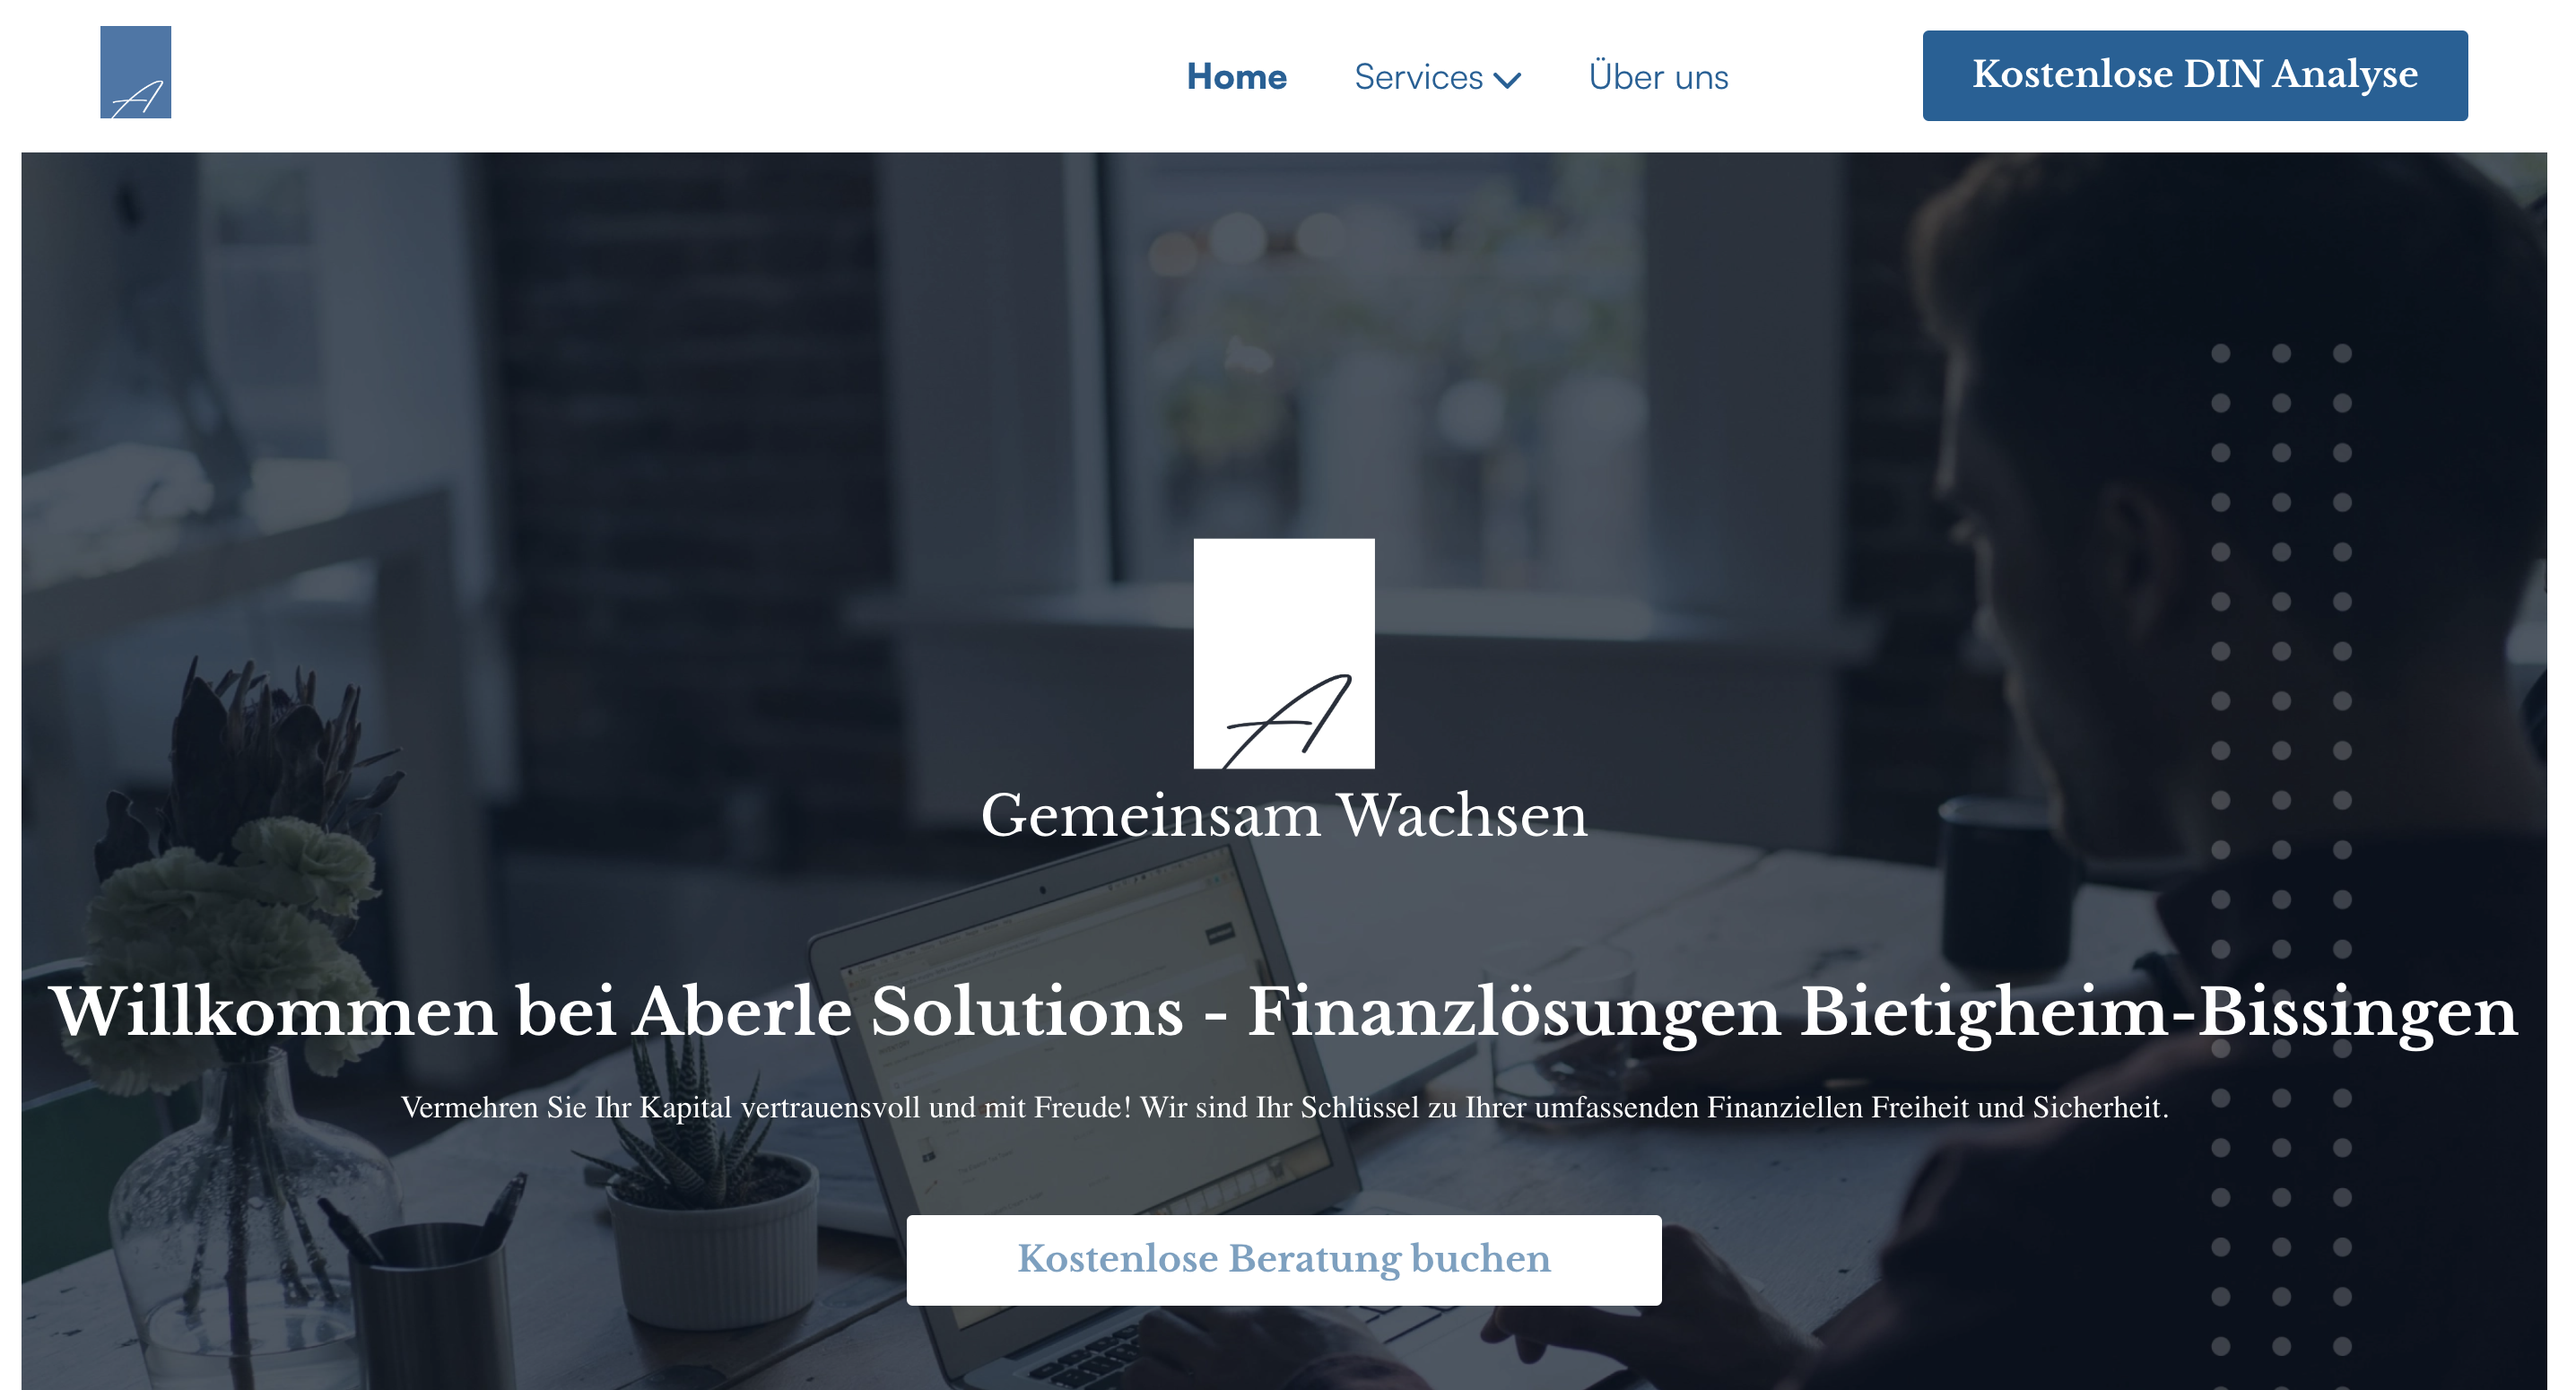 A
Home
Services
Über uns
Kostenlose DIN Analyse
A
Gemeinsam Wachsen
Willkommen bei Aberle Solutions - Finanzlösungen Bietigheim-Bissingen
Vermehren Sie Ihr Kapital vertrauensvoll und mit Freude! Wir sind Ihr Schlüssel zu Ihrer umfassenden Finanziellen Freiheit und Sicherheit.
Kostenlose Beratung buchen